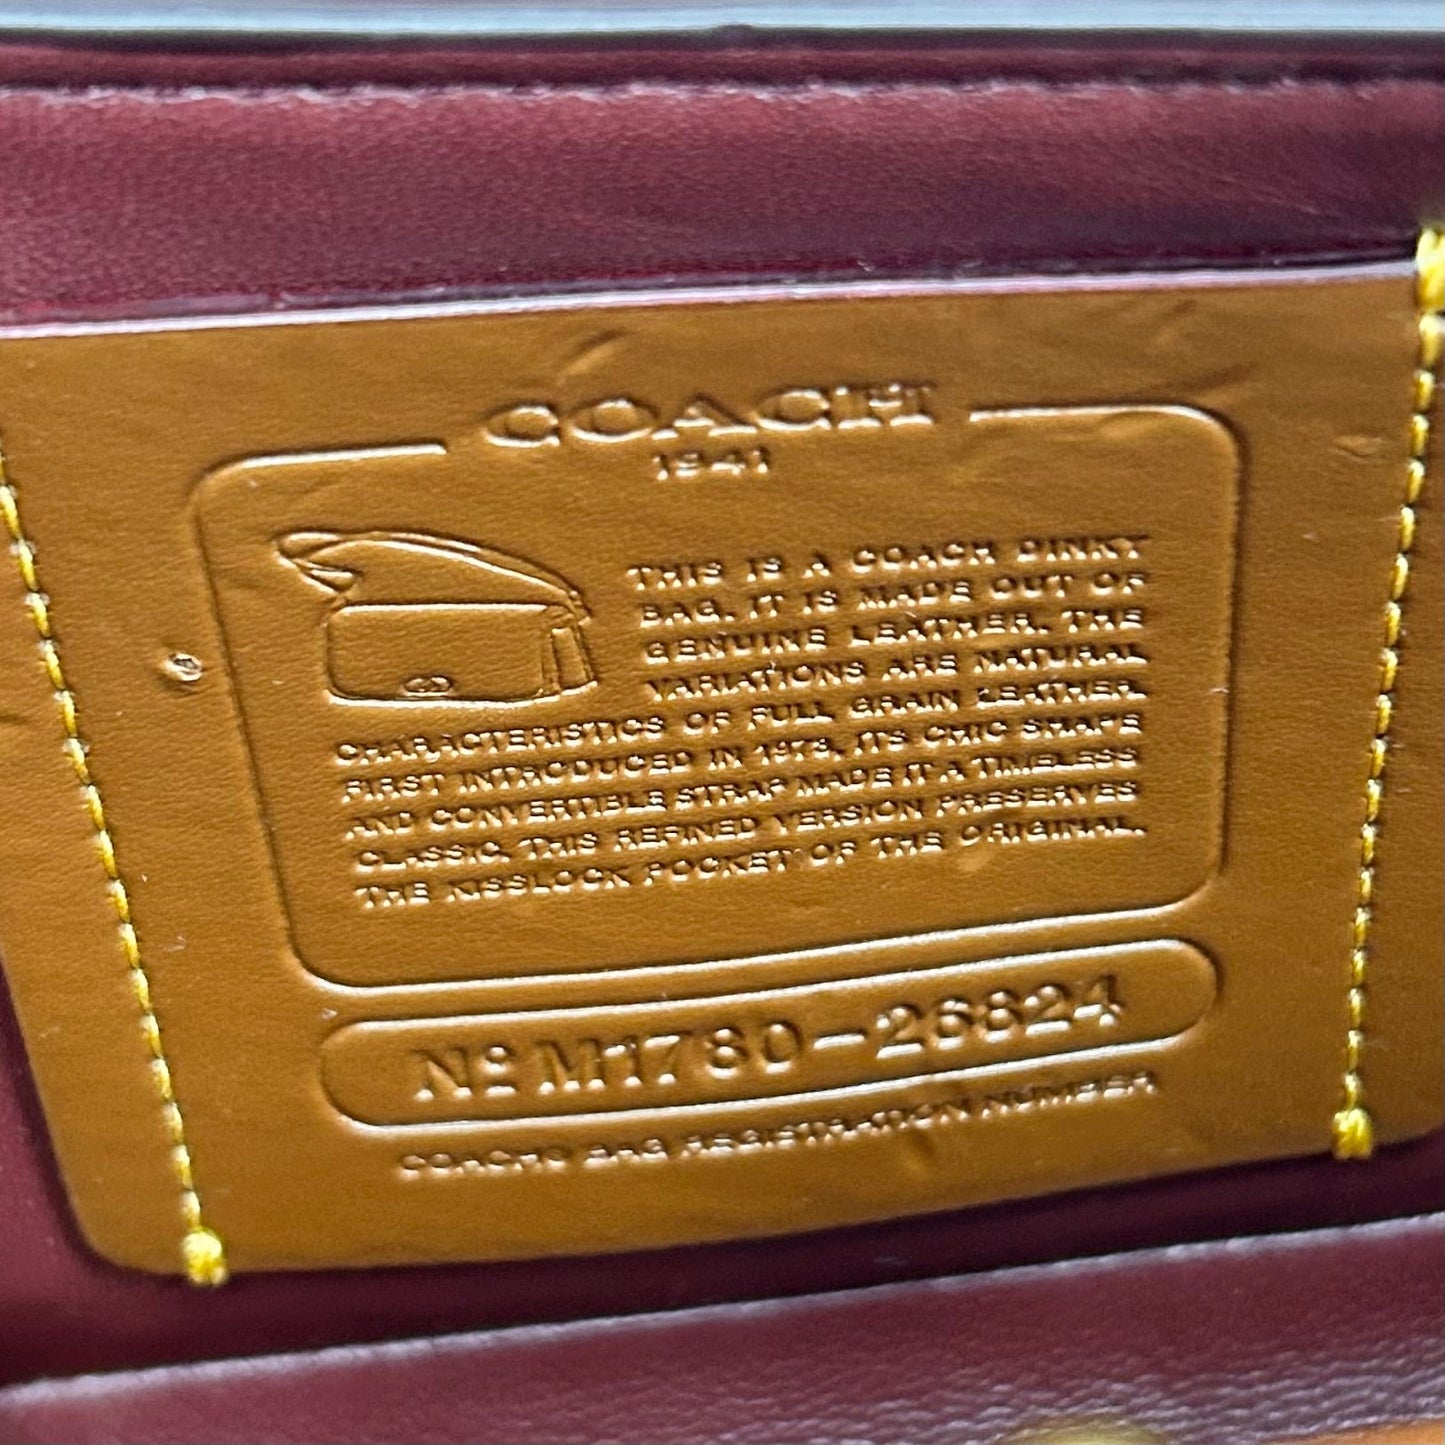 COACH
1941
THIS IS A COACH DINKY
BAG. IT IS MADE OUT OF
GENUINE LEATHER. THE
VARIATIONS ARE NATURAL
CHARACTERISTICS OF FULL GRAIN LEATHER.
FIRST INTRODUCED IN 1973, ITS CHIC SHAPE
AND CONVERTIBLE STRAP MADE IT A TIMELESS
CLASSIC. THIS REFINED VERSION PRESERVES
THE KISSLOCK POCKET OF THE ORIGINAL.
Nº M1780-26824
COACH© BAG REGISTRATION NUMBER